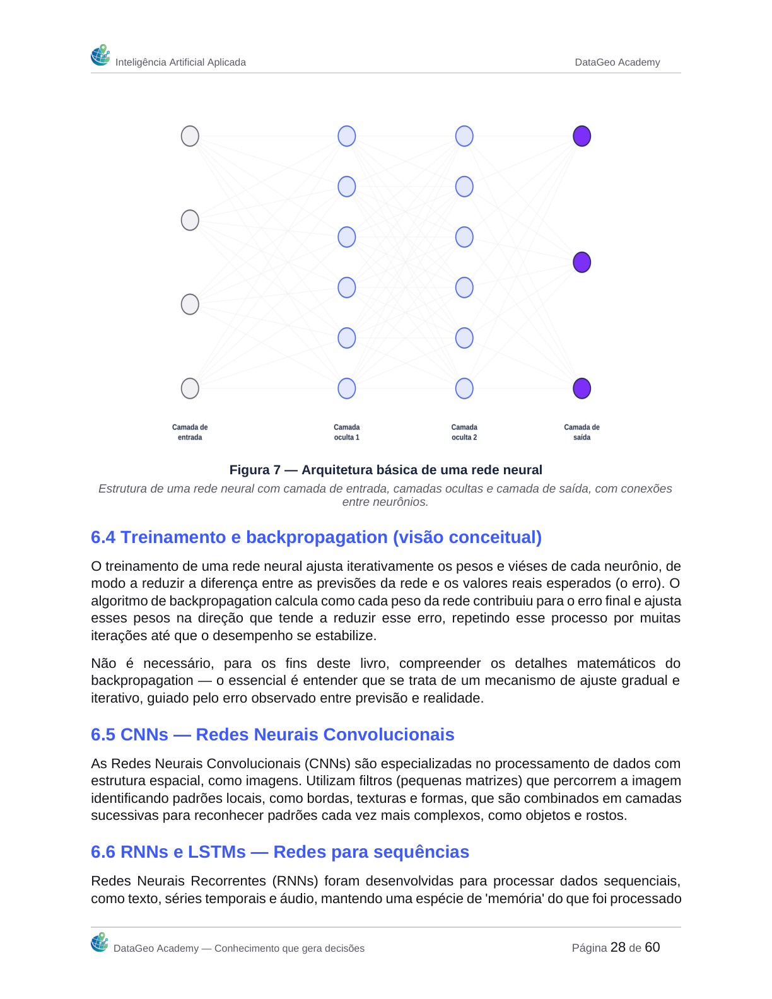 Inteligência Artificial Aplicada DataGeo Academy
Camada de entrada
Camada oculta 1
Camada oculta 2
Camada de saída
Figura 7 — Arquitetura básica de uma rede neural
Estrutura de uma rede neural com camada de entrada, camadas ocultas e camada de saída, com conexões
entre neurônios.
6.4 Treinamento e backpropagation (visão conceitual)
O treinamento de uma rede neural ajusta iterativamente os pesos e viéses de cada neurônio, de
modo a reduzir a diferença entre as previsões da rede e os valores reais esperados (o erro). O
algoritmo de backpropagation calcula como cada peso da rede contribuiu para o erro final e ajusta
esses pesos na direção que tende a reduzir esse erro, repetindo esse processo por muitas
iterações até que o desempenho se estabilize.
Não é necessário, para os fins deste livro, compreender os detalhes matemáticos do
backpropagation — o essencial é entender que se trata de um mecanismo de ajuste gradual e
iterativo, guiado pelo erro observado entre previsão e realidade.
6.5 CNNs — Redes Neurais Convolucionais
As Redes Neurais Convolucionais (CNNs) são especializadas no processamento de dados com
estrutura espacial, como imagens. Utilizam filtros (pequenas matrizes) que percorrem a imagem
identificando padrões locais, como bordas, texturas e formas, que são combinados em camadas
sucessivas para reconhecer padrões cada vez mais complexos, como objetos e rostos.
6.6 RNNs e LSTMs — Redes para sequências
Redes Neurais Recorrentes (RNNs) foram desenvolvidas para processar dados sequenciais,
como texto, séries temporais e áudio, mantendo uma espécie de 'memória' do que foi processado
DataGeo Academy — Conhecimento que gera decisões Página 28 de 60